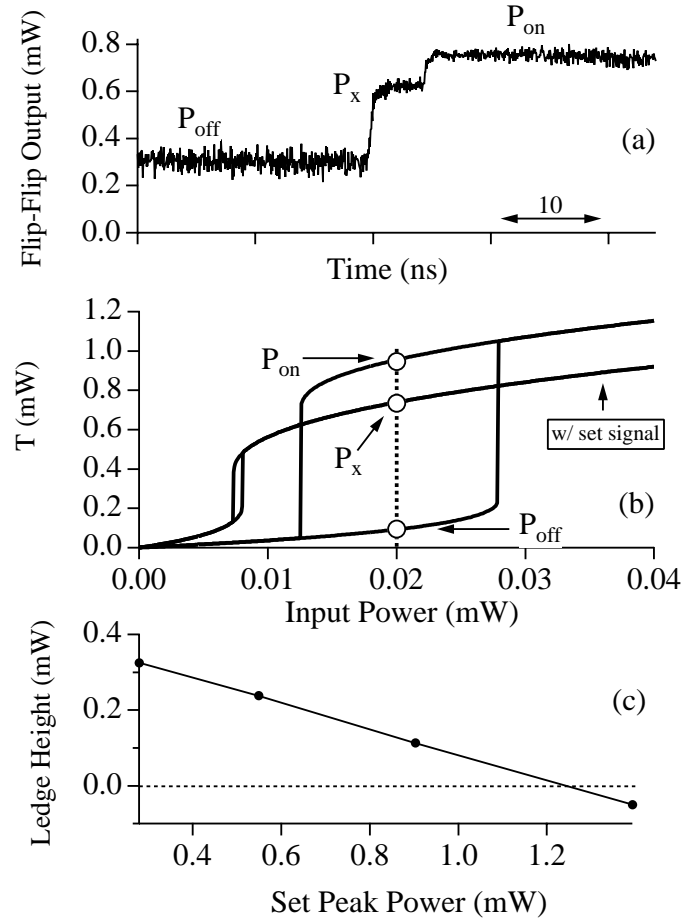 Flip-Flip Output (mW)
0.8
0.6
0.4
0.2
0.0
P_off
P_x
P_on
(a)
10
Time (ns)
T (mW)
1.2
1.0
0.8
0.6
0.4
0.2
0.0
P_on
P_x
w/ set signal
P_off
(b)
0.00
0.01
0.02
0.03
0.04
Input Power (mW)
Ledge Height (mW)
0.4
0.2
0.0
(c)
0.4
0.6
0.8
1.0
1.2
Set Peak Power (mW)